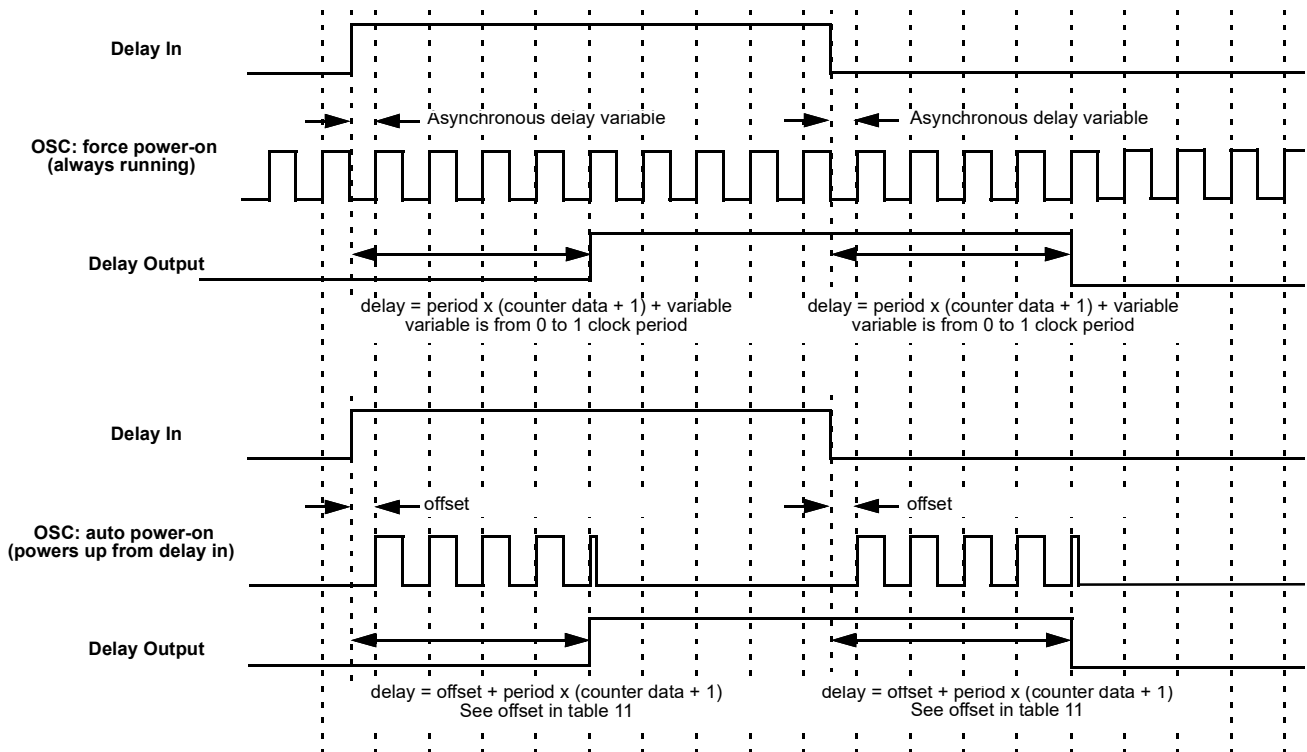 Delay In
Asynchronous delay variable
Asynchronous delay variable
OSC: force power-on
(always running)
Delay Output
delay = period x (counter data + 1) + variable
variable is from 0 to 1 clock period
delay = period x (counter data + 1) + variable
variable is from 0 to 1 clock period
Delay In
offset
offset
OSC: auto power-on
(powers up from delay in)
Delay Output
delay = offset + period x (counter data + 1)
See offset in table 11
delay = offset + period x (counter data + 1)
See offset in table 11